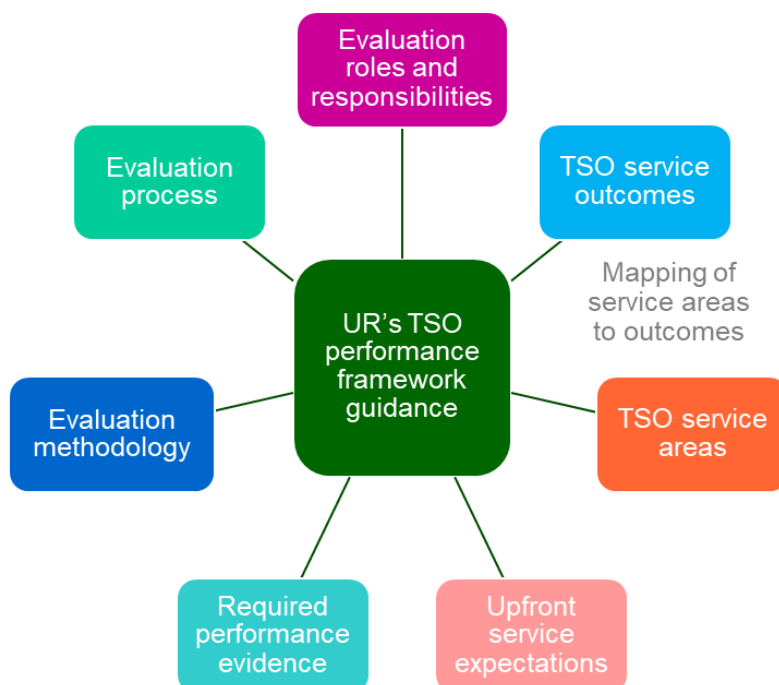 Evaluation
roles and
responsibilities
Evaluation
process
TSO service
outcomes
Mapping of
service areas
to outcomes
UR's TSO
performance
framework
guidance
Evaluation
methodology
TSO service
areas
Required
performance
evidence
Upfront
service
expectations